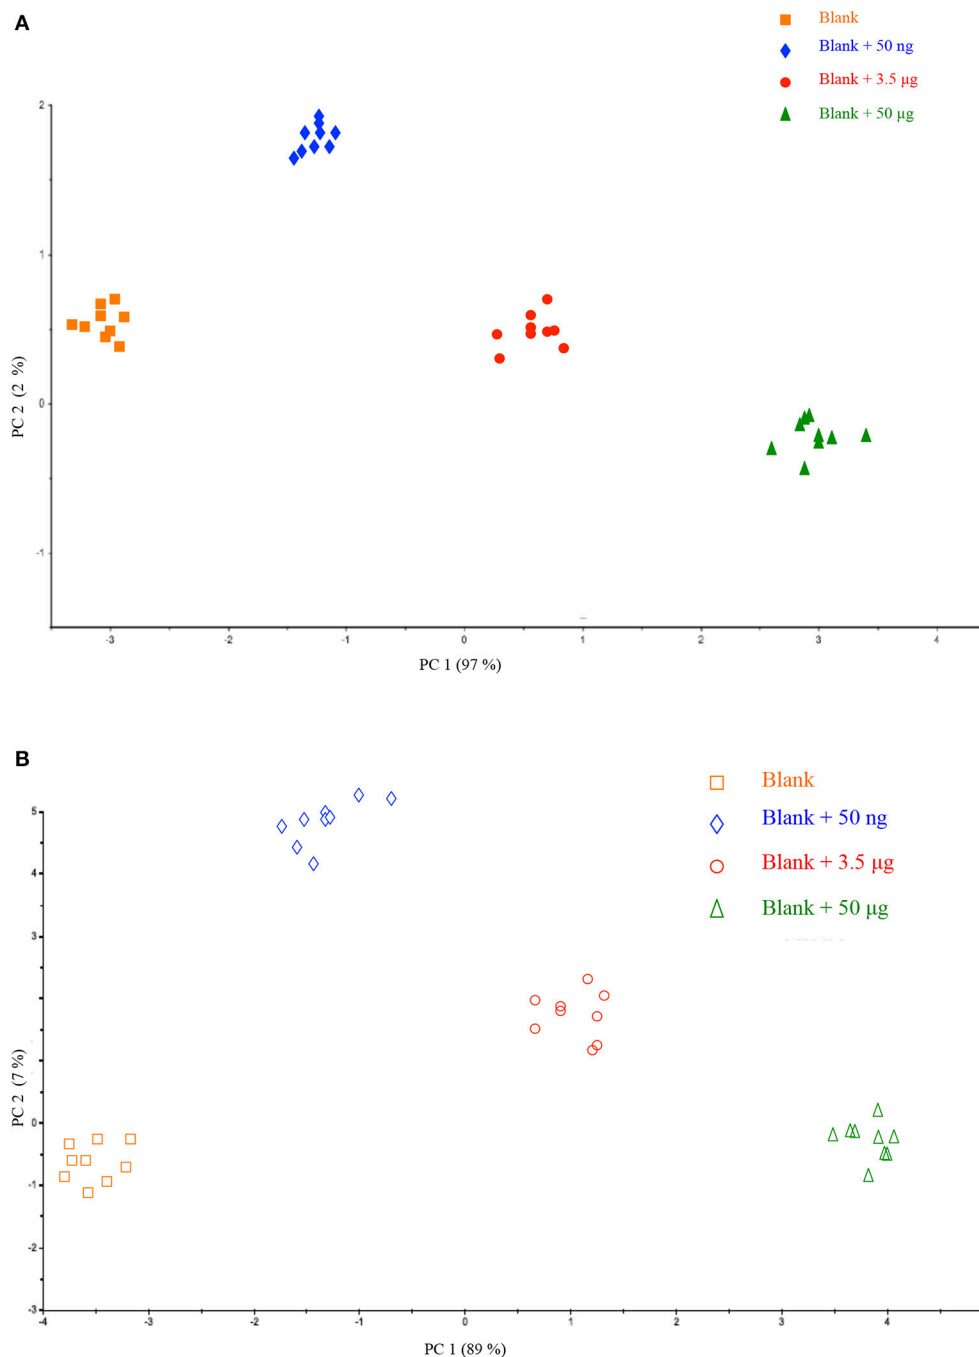 A
Blank
Blank + 50 ng
Blank + 3.5 µg
Blank + 50 µg
2
1
0
-1
PC 2 (2 %)
-3 -2 -1 0 1 2 3 4
PC 1 (97 %)
B
Blank
Blank + 50 ng
Blank + 3.5 µg
Blank + 50 µg
5
4
3
0
-1
-2
-3
PC 2 (7 %)
-4 -3 -2 -1 0 1 2 3 4
PC 1 (89 %)